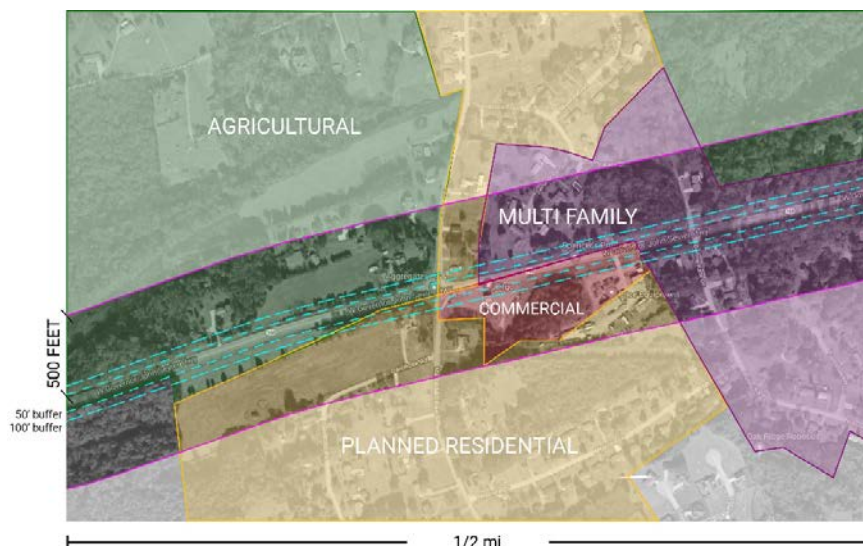 AGRICULTURAL
MULTI FAMILY
COMMERCIAL
500 FEET
50' buffer
100' buffer
PLANNED RESIDENTIAL
1/2 mi